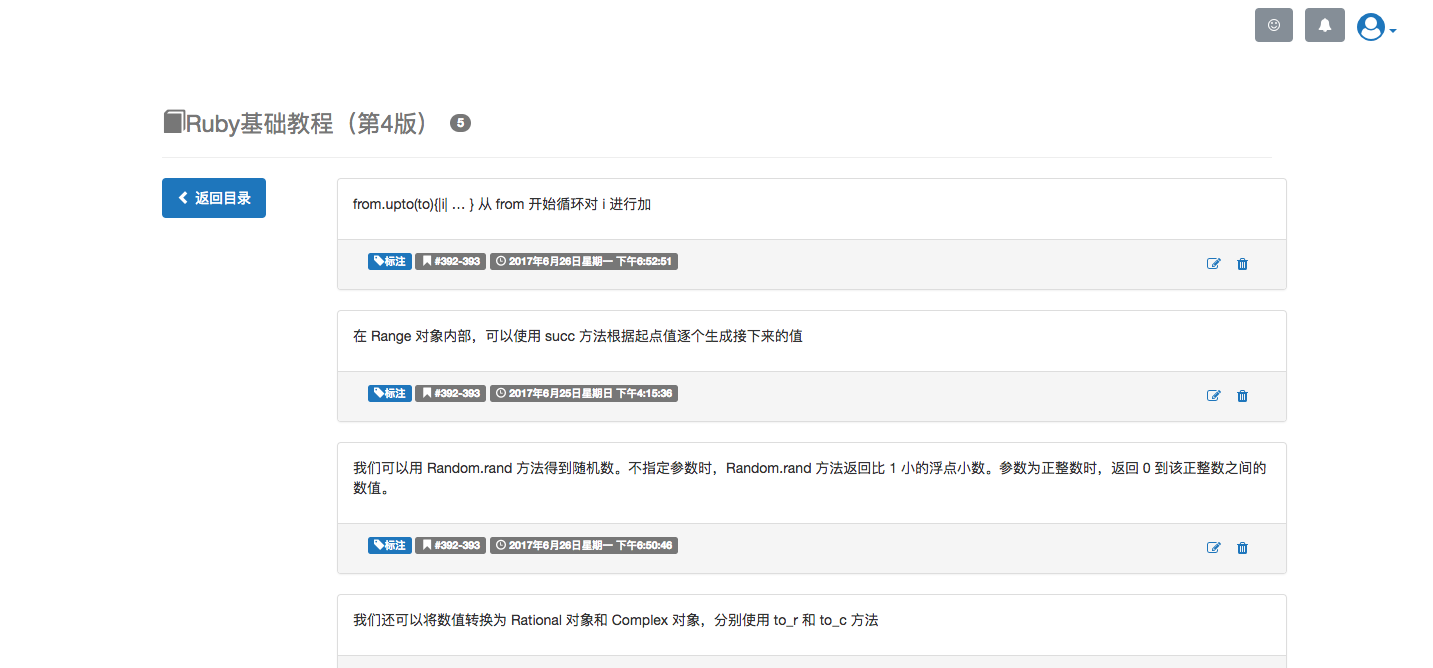 Ruby基础教程（第4版） 5
返回目录
from.upto(to){|i| … } 从 from 开始循环对 i 进行加
标注 #392-393 2017年6月26日星期一 下午6:52:51
在 Range 对象内部，可以使用 succ 方法根据起点值逐个生成接下来的值
标注 #392-393 2017年6月25日星期日 下午4:15:36
我们可以用 Random.rand 方法得到随机数。不指定参数时，Random.rand 方法返回比 1 小的浮点小数。参数为正整数时，返回 0 到该正整数之间的
数值。
标注 #392-393 2017年6月26日星期一 下午6:50:46
我们还可以将数值转换为 Rational 对象和 Complex 对象，分别使用 to_r 和 to_c 方法